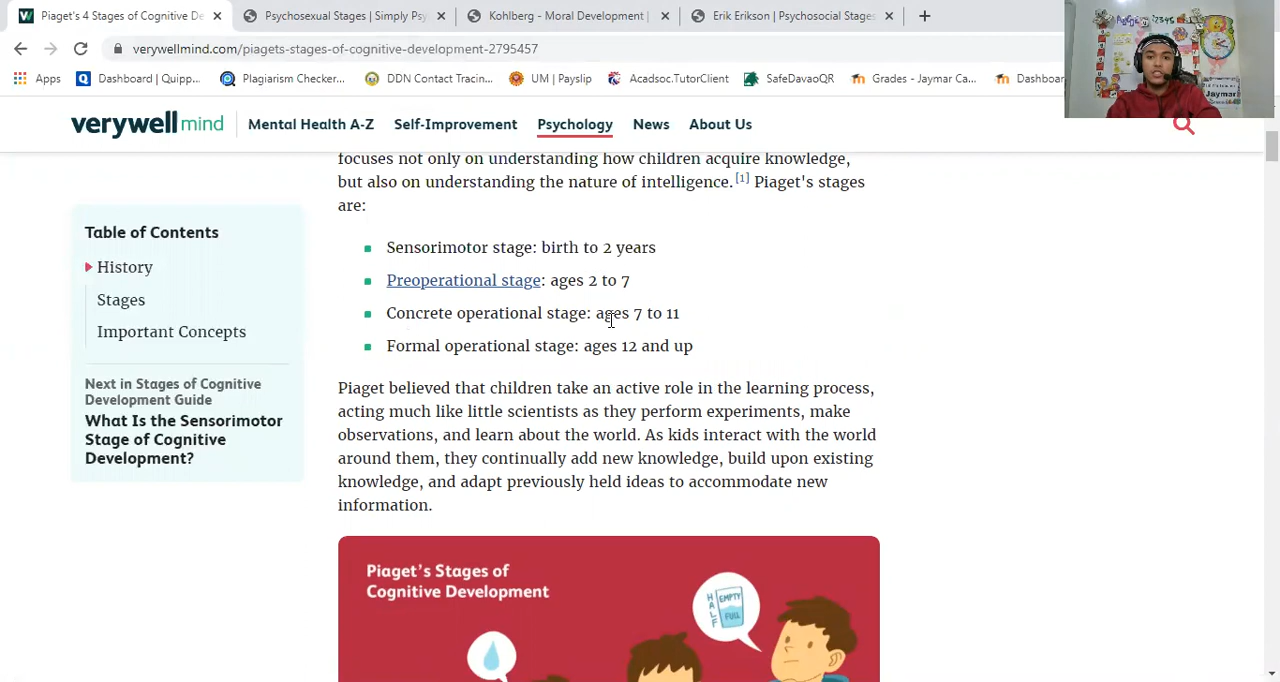 Piaget's 4 Stages of Cognitive De
Psychosexual Stages | Simply Psy
Kohlberg - Moral Development |
Erik Erikson | Psychosocial Stages
verywellmind.com/piagets-stages-of-cognitive-development-2795457
Apps
Dashboard | Quipp...
Plagiarism Checker...
DDN Contact Tracin...
UM | Payslip
Acadsoc.TutorClient
SafeDavaoQR
Grades - Jaymar Ca...
Dashboar
Jaymar
verywell mind
Mental Health A-Z
Self-Improvement
Psychology
News
About Us
focuses not only on understanding how children acquire knowledge,
but also on understanding the nature of intelligence.[1] Piaget's stages
are:
Table of Contents
History
Stages
Important Concepts
Next in Stages of Cognitive
Development Guide
What Is the Sensorimotor
Stage of Cognitive
Development?
Sensorimotor stage: birth to 2 years
Preoperational stage: ages 2 to 7
Concrete operational stage: ages 7 to 11
Formal operational stage: ages 12 and up
Piaget believed that children take an active role in the learning process,
acting much like little scientists as they perform experiments, make
observations, and learn about the world. As kids interact with the world
around them, they continually add new knowledge, build upon existing
knowledge, and adapt previously held ideas to accommodate new
information.
Piaget's Stages of
Cognitive Development
HALF
EMPTY
FULL